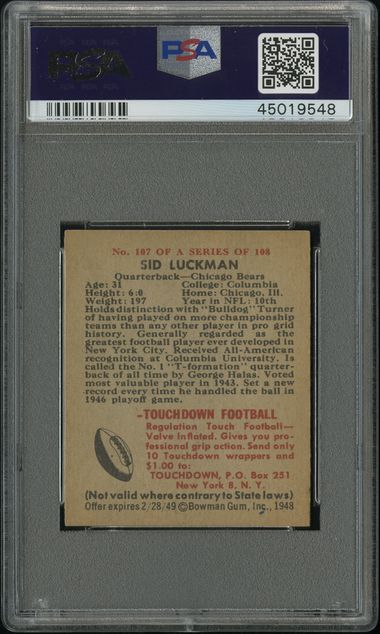 PSA
PSA
45019548
No. 107 OF A SERIES OF 108
SID LUCKMAN
Quarterback—Chicago Bears
Age: 31 College: Columbia
Height: 6:0 Home: Chicago, Ill.
Weight: 197 Year in NFL: 10th
Holds distinction with "Bulldog" Turner
of having played on more championship
teams than any other player in pro grid
history. Generally regarded as the
greatest football player ever developed in
New York City. Received All-American
recognition at Columbia University. Is
called the No. 1 "T-formation" quarter-
back of all time by George Halas. Voted
most valuable player in 1943. Set a new
record every time he handled the ball in
1946 playoff game.
-TOUCHDOWN FOOTBALL
Regulation Touch Football—
Valve Inflated. Gives you pro-
fessional grip action. Send only
10 Touchdown wrappers and
$1.00 to:
TOUCHDOWN, P.O. Box 251
New York 8, N.Y.
(Not valid where contrary to State laws)
Offer expires 2/28/49 ©Bowman Gum, Inc., 1948